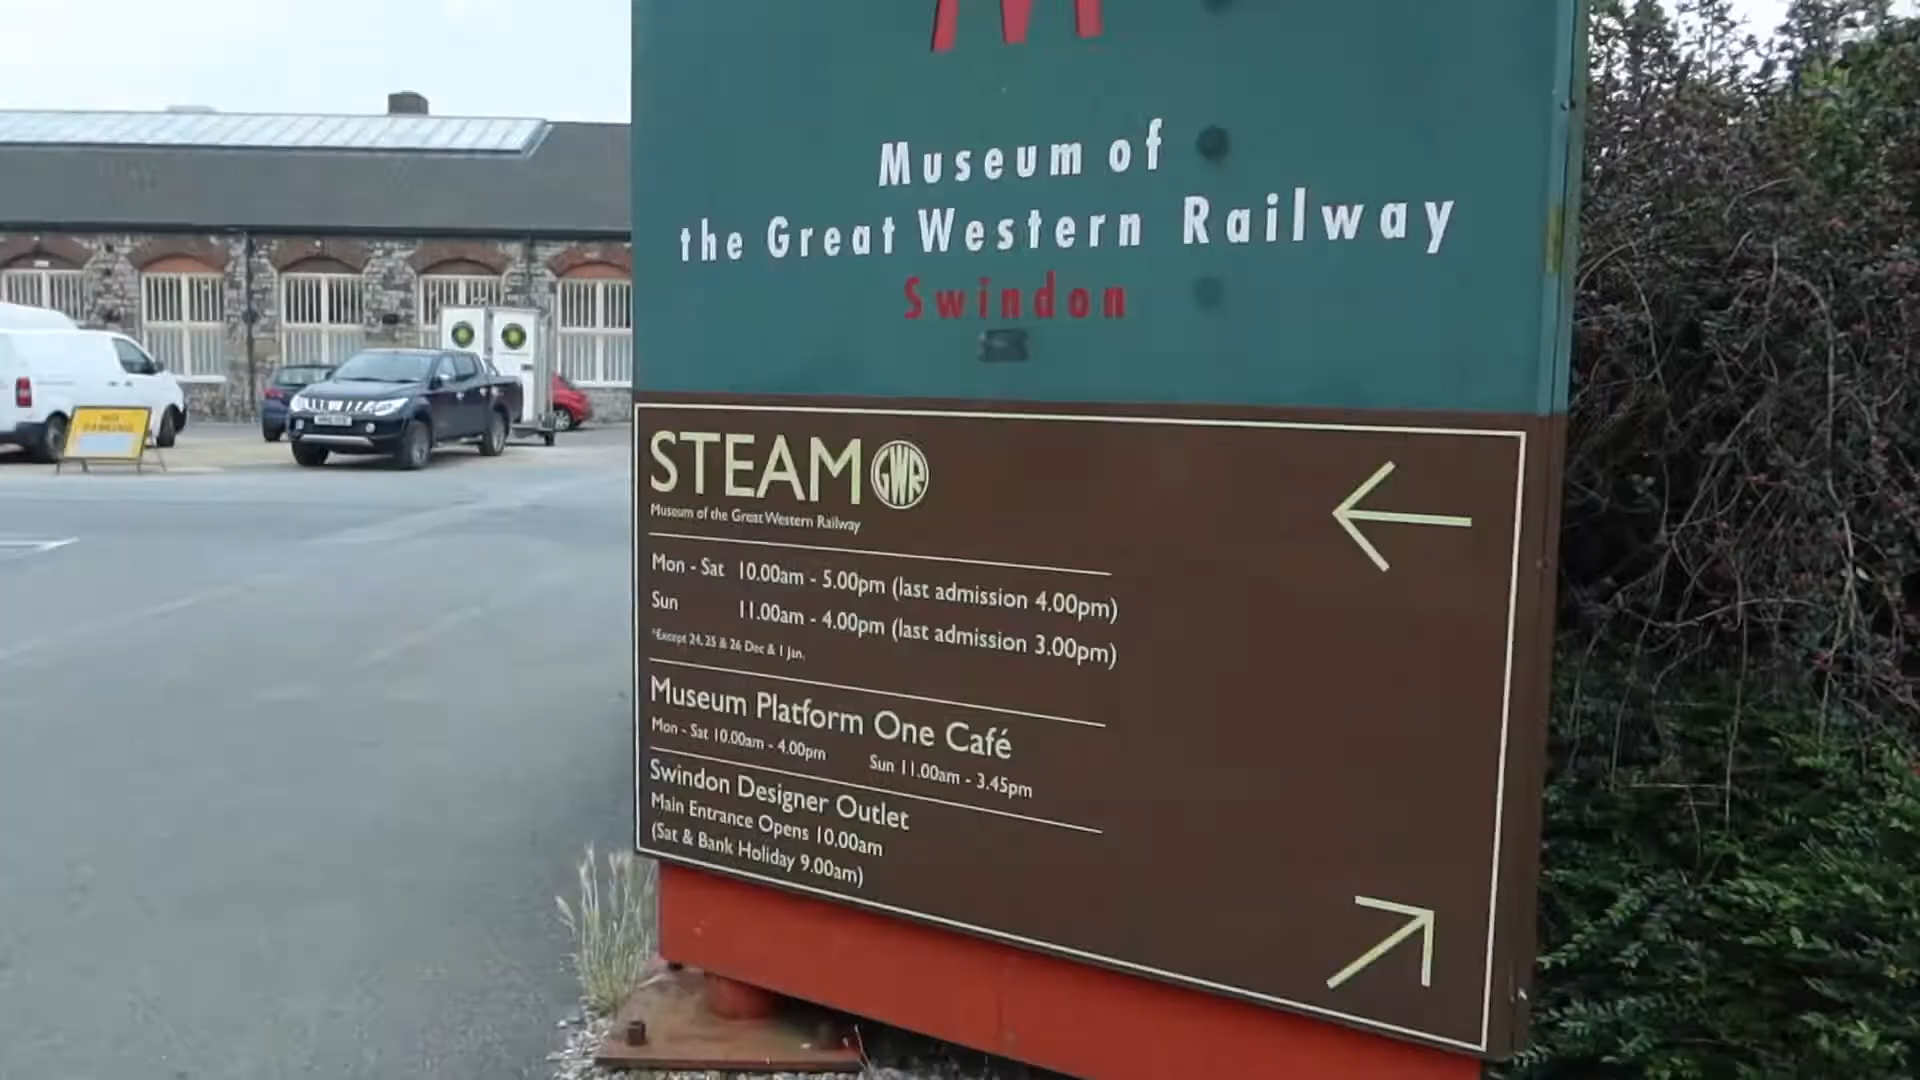 Museum of
the Great Western Railway
Swindon
STEAM GWR
Museum of the Great Western Railway
Mon - Sat 10.00am - 5.00pm (last admission 4.00pm)
Sun 11.00am - 4.00pm (last admission 3.00pm)
*Except 24, 25 & 26 Dec & 1 Jan.
Museum Platform One Café
Mon - Sat 10.00am - 4.00pm Sun 11.00am - 3.45pm
Swindon Designer Outlet
Main Entrance Opens 10.00am
(Sat & Bank Holiday 9.00am)
NO
PARKING